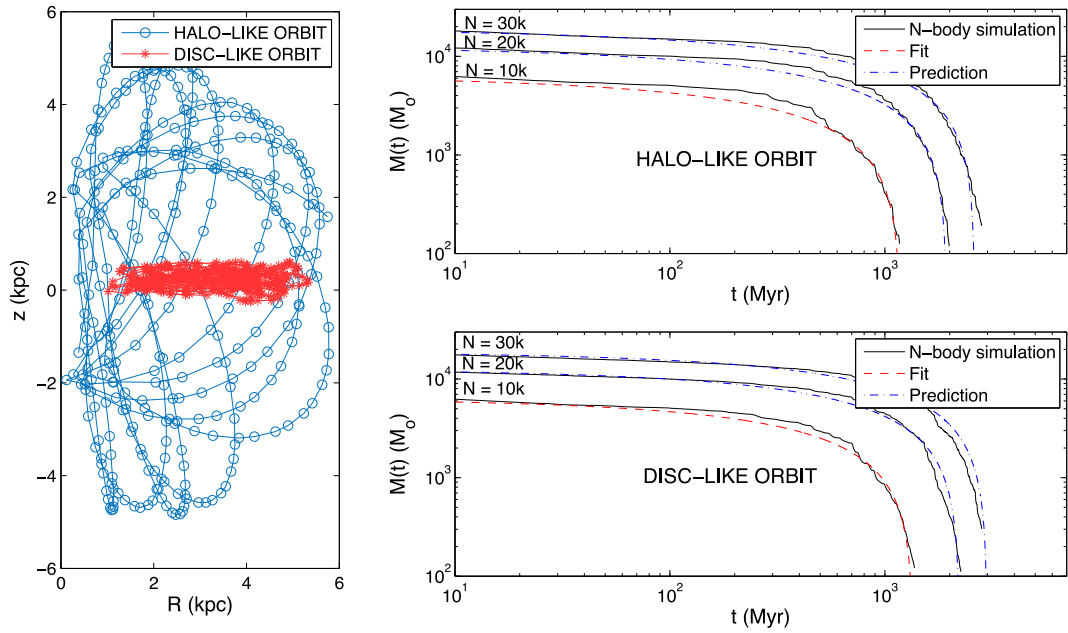 HALO-LIKE ORBIT
DISC-LIKE ORBIT
6
4
2
0
−2
−4
−6
z (kpc)
0 2 4 6
R (kpc)
N = 30k
N = 20k
N = 10k
N-body simulation
Fit
Prediction
HALO-LIKE ORBIT
10^4
10^3
10^2
M(t) (M_o)
10^1 10^2 10^3
t (Myr)
N = 30k
N = 20k
N = 10k
N-body simulation
Fit
Prediction
DISC-LIKE ORBIT
10^4
10^3
10^2
M(t) (M_o)
10^1 10^2 10^3
t (Myr)